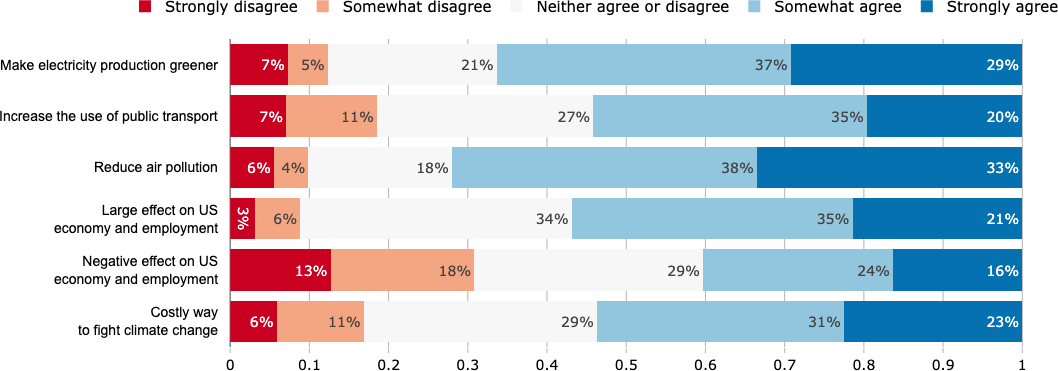 Strongly disagree Somewhat disagree Neither agree or disagree Somewhat agree Strongly agree
Make electricity production greener 7% 5% 21% 37% 29%
Increase the use of public transport 7% 11% 27% 35% 20%
Reduce air pollution 6% 4% 18% 38% 33%
Large effect on US
economy and employment 3% 6% 34% 35% 21%
Negative effect on US
economy and employment 13% 18% 29% 24% 16%
Costly way
to fight climate change 6% 11% 29% 31% 23%
0 0.1 0.2 0.3 0.4 0.5 0.6 0.7 0.8 0.9 1